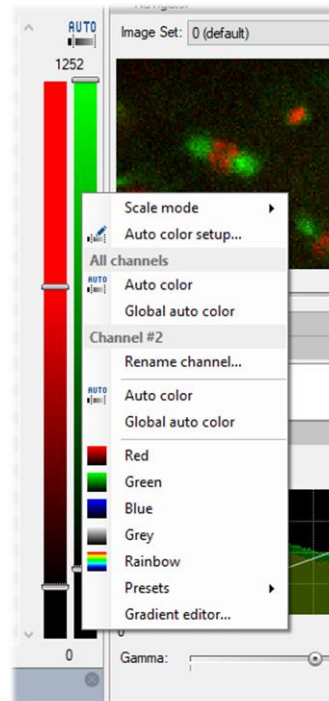 AUTO
Image Set: 0 (default)
1252
Scale mode
Auto color setup...
All channels
AUTO
Auto color
Global auto color
Channel #2
Rename channel...
AUTO
Auto color
Global auto color
Red
Green
Blue
Grey
Rainbow
Presets
Gradient editor...
0
0
Gamma: